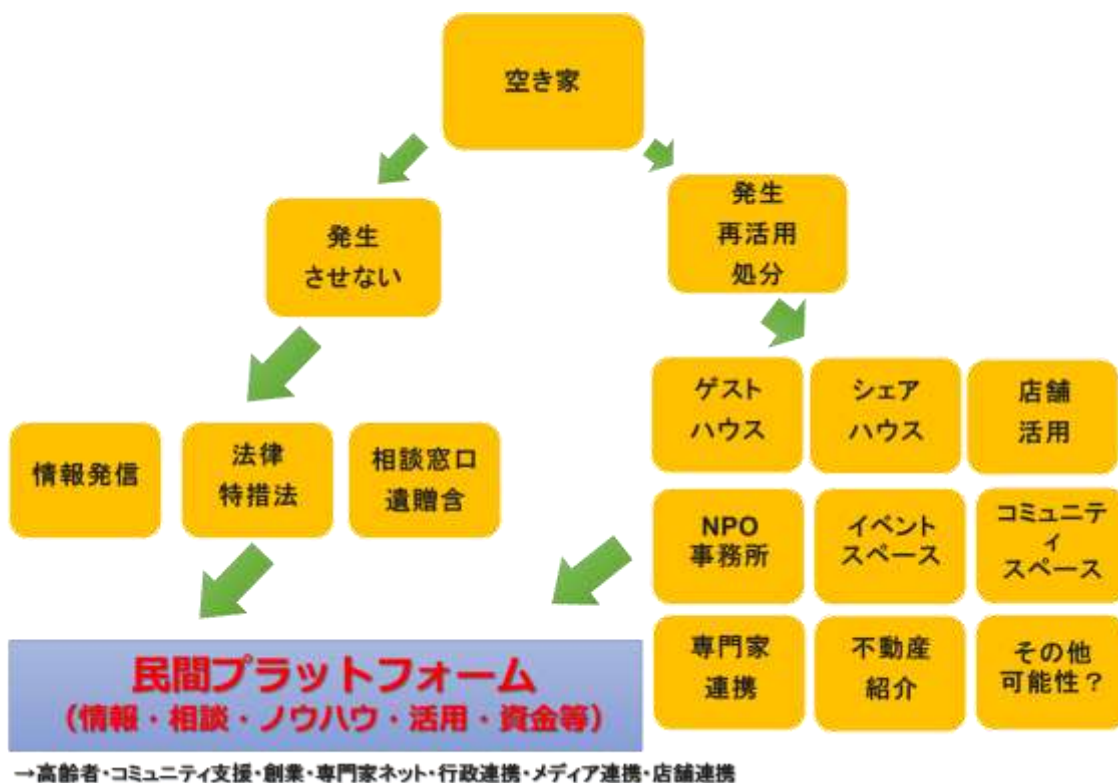 空き家
発生
させない
発生
再活用
処分
情報発信
法律
特措法
相談窓口
遺贈含
ゲスト
ハウス
シェア
ハウス
店舗
活用
NPO
事務所
イベント
スペース
コミュニテ
ィ
スペース
専門家
連携
不動産
紹介
その他
可能性？
民間プラットフォーム
（情報・相談・ノウハウ・活用・資金等）
→高齢者・コミュニティ支援・創業・専門家ネット・行政連携・メディア連携・店舗連携